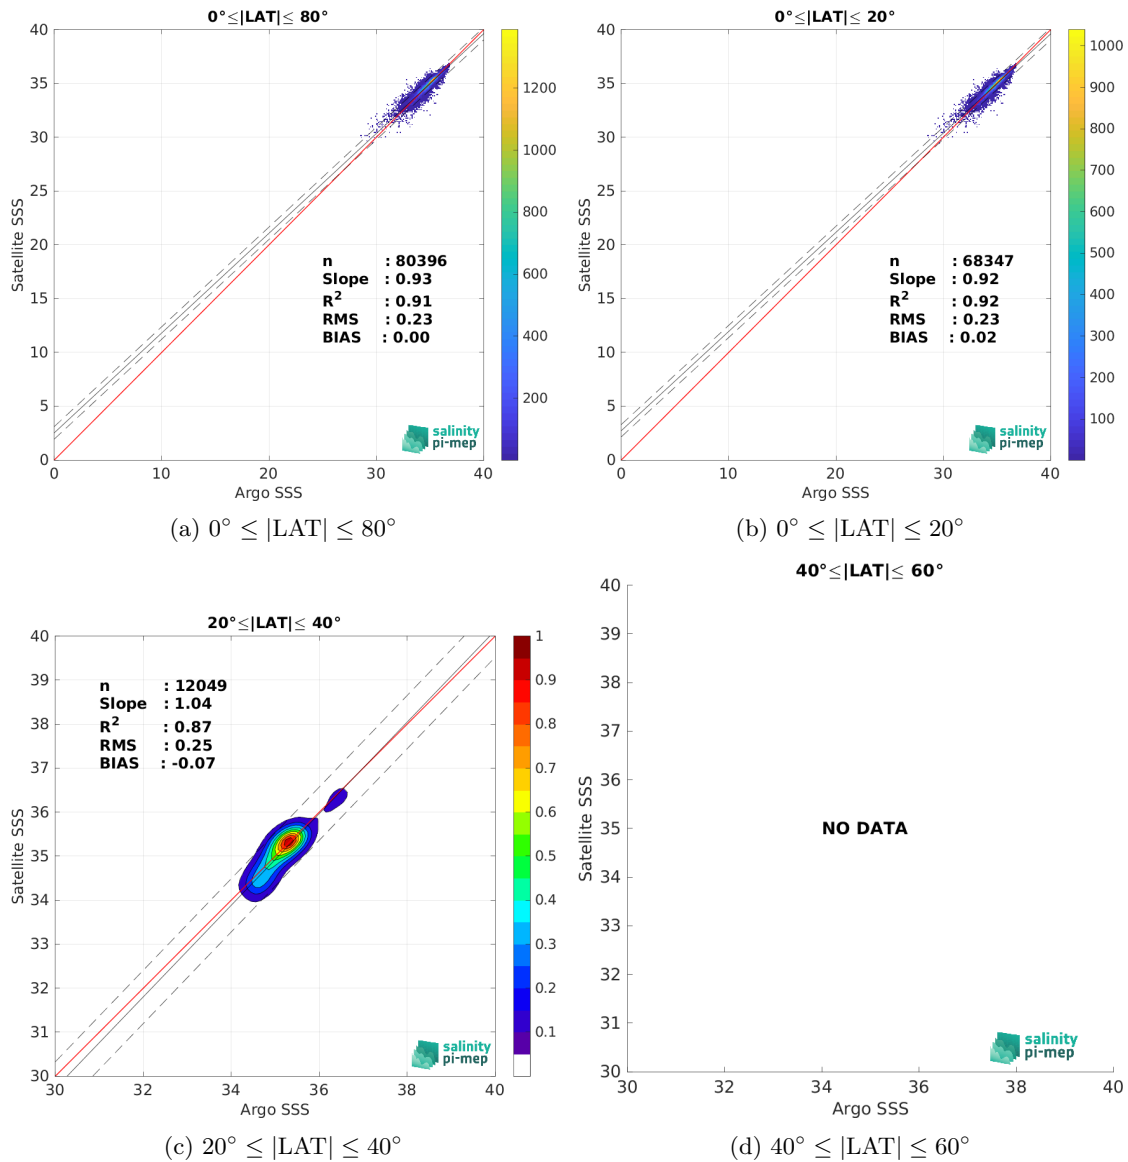 0°≤|LAT|≤ 80°
40
35
30
25
20
15
10
5
0
0
10
20
30
40
Satellite SSS
Argo SSS
n : 80396
Slope : 0.93
R² : 0.91
RMS : 0.23
BIAS : 0.00
salinity
pi-mep
1200
1000
800
600
400
200
(a) 0° ≤ |LAT| ≤ 80°
0°≤|LAT|≤ 20°
40
35
30
25
20
15
10
5
0
0
10
20
30
40
Satellite SSS
Argo SSS
n : 68347
Slope : 0.92
R² : 0.92
RMS : 0.23
BIAS : 0.02
salinity
pi-mep
1000
900
800
700
600
500
400
300
200
100
(b) 0° ≤ |LAT| ≤ 20°
20°≤|LAT|≤ 40°
40
39
38
37
36
35
34
33
32
31
30
30
32
34
36
38
40
Satellite SSS
Argo SSS
n : 12049
Slope : 1.04
R² : 0.87
RMS : 0.25
BIAS : -0.07
salinity
pi-mep
1
0.9
0.8
0.7
0.6
0.5
0.4
0.3
0.2
0.1
(c) 20° ≤ |LAT| ≤ 40°
40°≤|LAT|≤ 60°
40
39
38
37
36
35
34
33
32
31
30
30
32
34
36
38
40
Satellite SSS
Argo SSS
NO DATA
salinity
pi-mep
(d) 40° ≤ |LAT| ≤ 60°